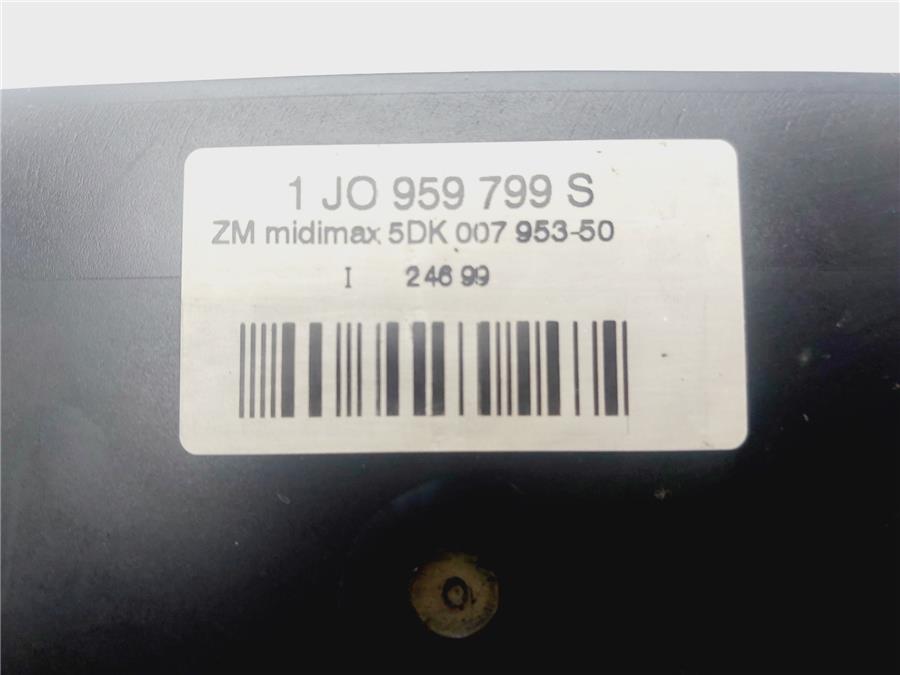 1 JO 959 799 S
ZM midimax 5DK 007 953-50
I 246 99